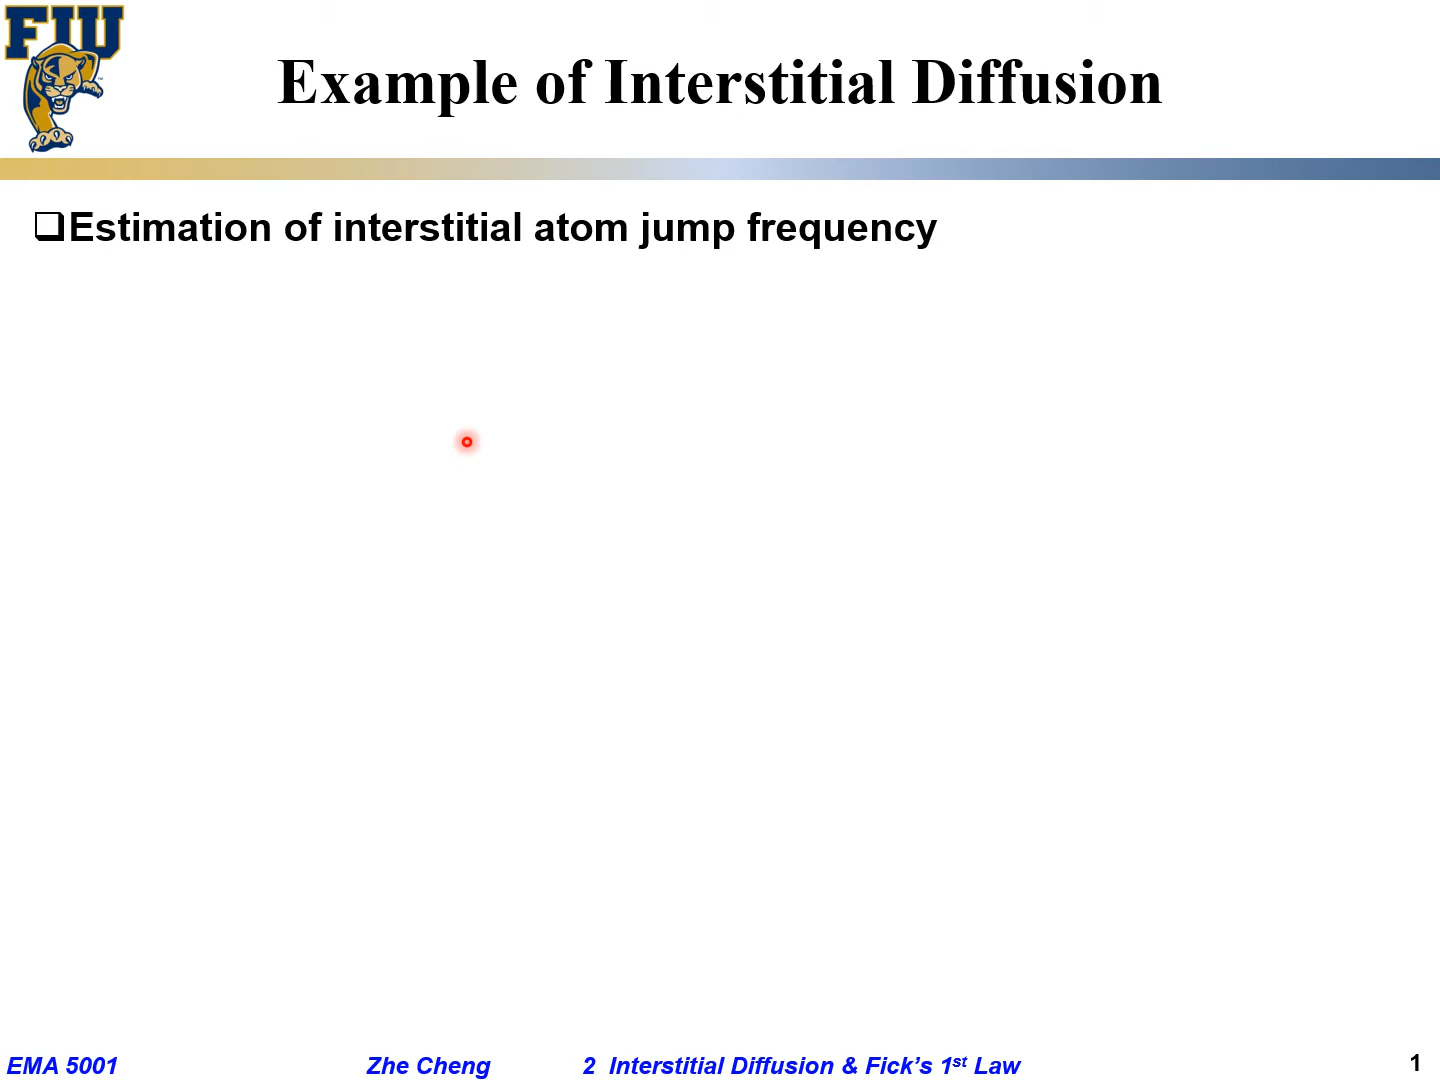 FIU
Example of Interstitial Diffusion
❑Estimation of interstitial atom jump frequency
EMA 5001 Zhe Cheng 2 Interstitial Diffusion & Fick’s 1st Law 1